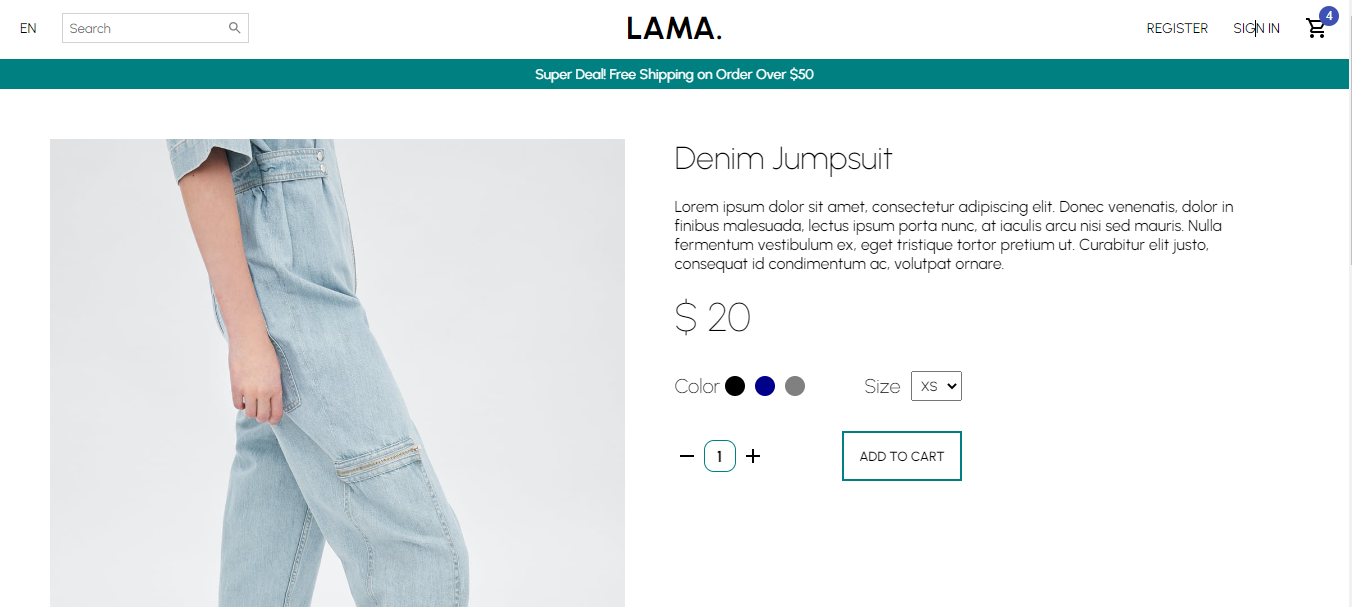 EN
Search
LAMA.
REGISTER
SIGN IN
4
Super Deal! Free Shipping on Order Over $50
Denim Jumpsuit
Lorem ipsum dolor sit amet, consectetur adipiscing elit. Donec venenatis, dolor in
finibus malesuada, lectus ipsum porta nunc, at iaculis arcu nisi sed mauris. Nulla
fermentum vestibulum ex, eget tristique tortor pretium ut. Curabitur elit justo,
consequat id condimentum ac, volutpat ornare.
$ 20
Color
Size
XS
1
ADD TO CART